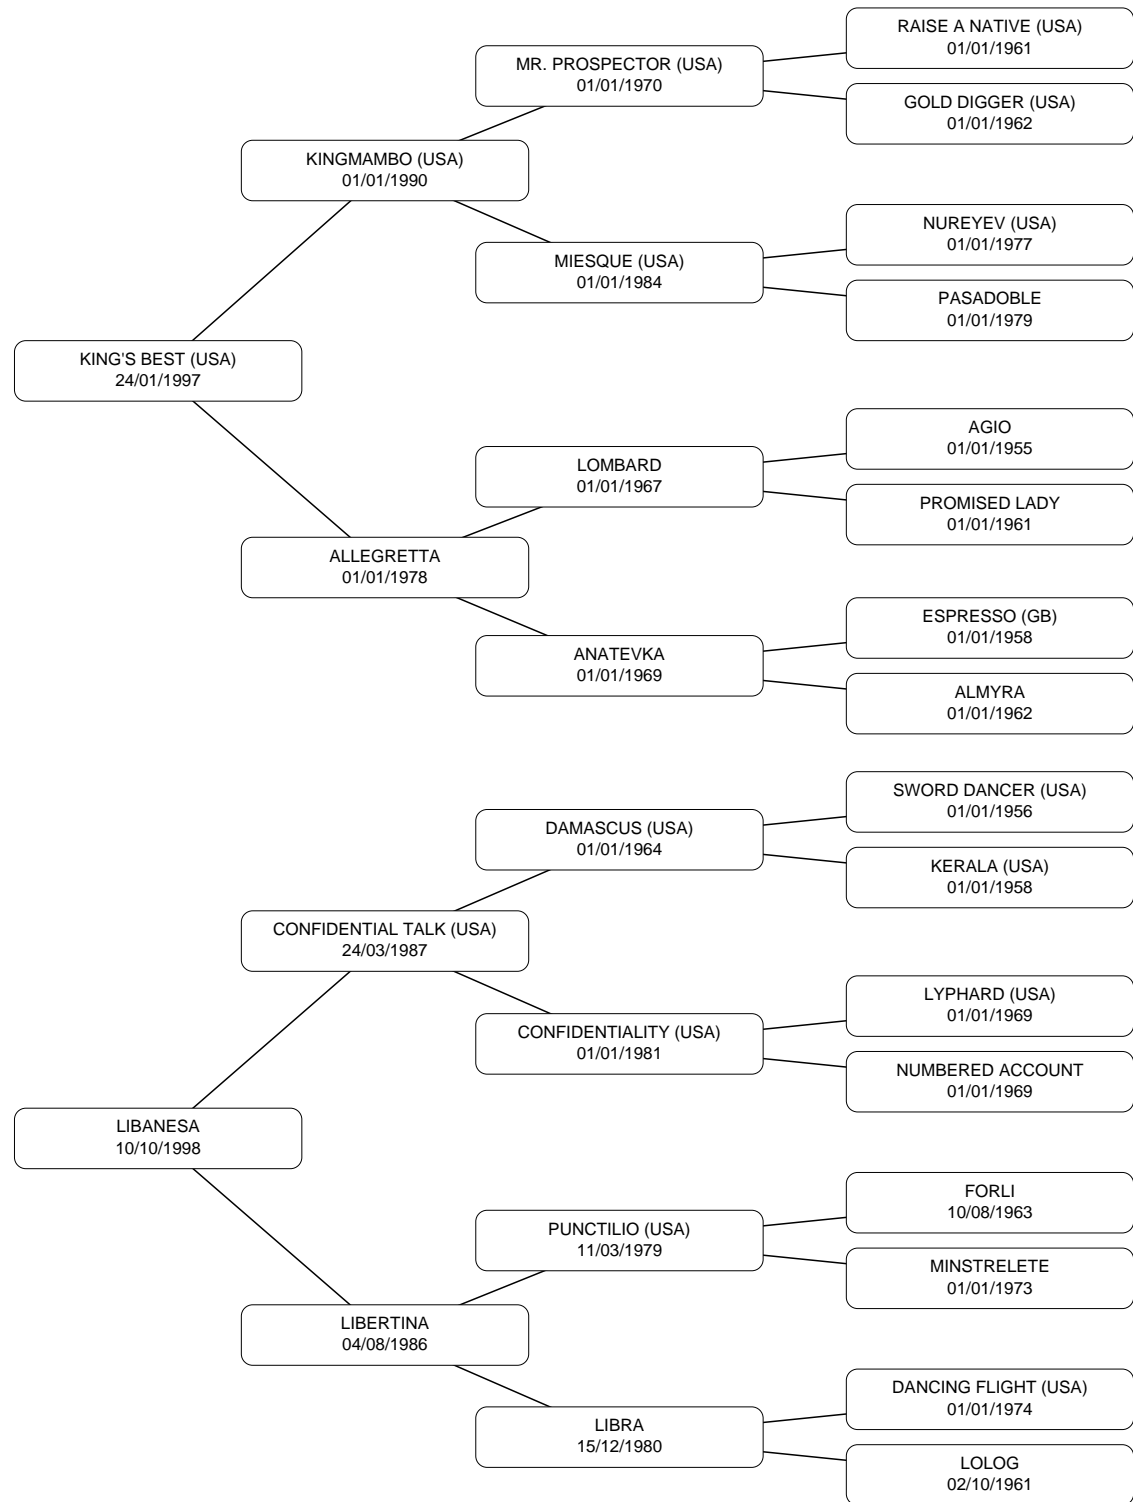 RAISE A NATIVE (USA)
01/01/1961
MR. PROSPECTOR (USA)
01/01/1970
GOLD DIGGER (USA)
01/01/1962
KINGMAMBO (USA)
01/01/1990
NUREYEV (USA)
01/01/1977
MIESQUE (USA)
01/01/1984
PASADOBLE
01/01/1979
KING'S BEST (USA)
24/01/1997
AGIO
01/01/1955
LOMBARD
01/01/1967
PROMISED LADY
01/01/1961
ALLEGRETTA
01/01/1978
ESPRESSO (GB)
01/01/1958
ANATEVKA
01/01/1969
ALMYRA
01/01/1962
SWORD DANCER (USA)
01/01/1956
DAMASCUS (USA)
01/01/1964
KERALA (USA)
01/01/1958
CONFIDENTIAL TALK (USA)
24/03/1987
LYPHARD (USA)
01/01/1969
CONFIDENTIALITY (USA)
01/01/1981
NUMBERED ACCOUNT
01/01/1969
LIBANESA
10/10/1998
FORLI
10/08/1963
PUNCTILIO (USA)
11/03/1979
MINSTRELETE
01/01/1973
LIBERTINA
04/08/1986
DANCING FLIGHT (USA)
01/01/1974
LIBRA
15/12/1980
LOLOG
02/10/1961